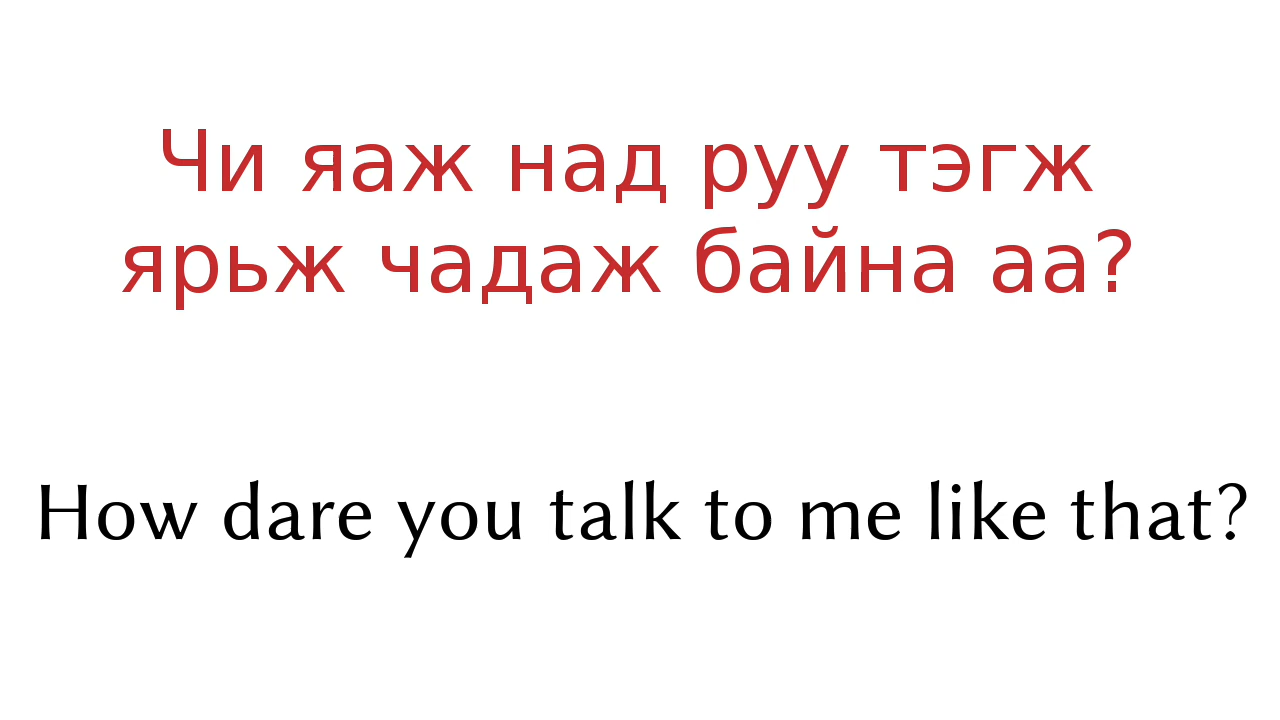 Чи яаж над руу тэгж
ярьж чадаж байна аа?
How dare you talk to me like that?